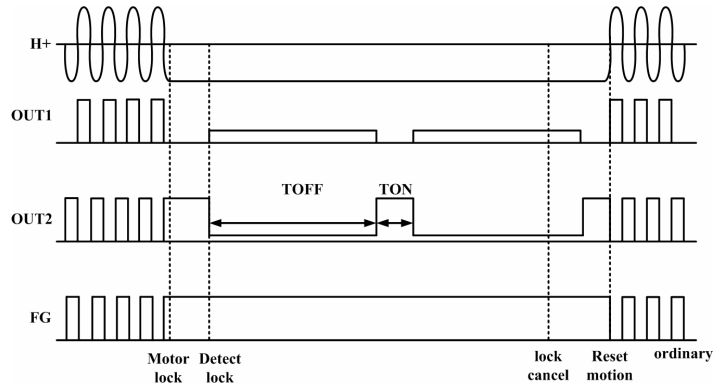 H+
OUT1
TOFF
TON
OUT2
FG
Motor
lock
Detect
lock
lock
cancel
Reset
motion
ordinary